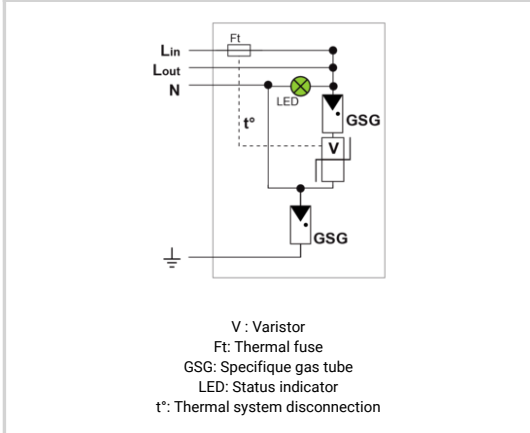 Ft
Lin
Lout
N
LED
GSG
t°
V
GSG
V : Varistor
Ft: Thermal fuse
GSG: Specifique gas tube
LED: Status indicator
t°: Thermal system disconnection